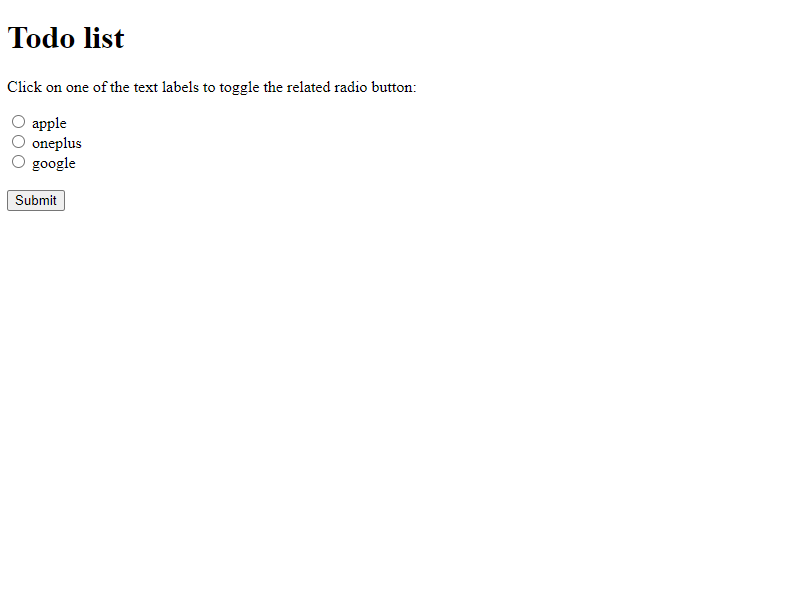 Todo list
Click on one of the text labels to toggle the related radio button:
apple
oneplus
google
Submit